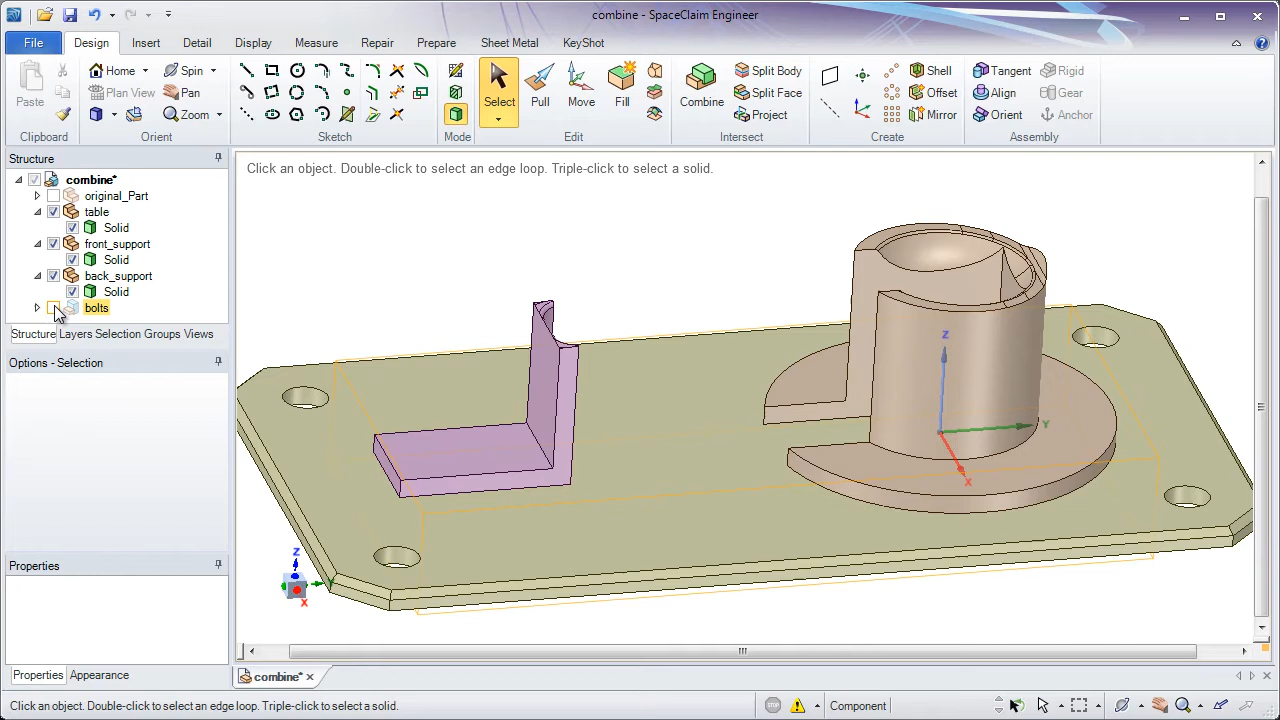 combine - SpaceClaim Engineer
File Design Insert Detail Display Measure Repair Prepare Sheet Metal KeyShot
Paste
Clipboard
Home Spin
Plan View Pan
Zoom
Orient
Sketch
Mode
Select Pull Move Fill
Edit
Combine Split Body
Split Face
Project
Intersect
Shell
Offset
Mirror
Create
Tangent Rigid
Align Gear
Orient Anchor
Assembly
Structure
combine*
original_Part
table
Solid
front_support
Solid
back_support
Solid
bolts
Structure Layers Selection Groups Views
Options - Selection
Properties
Properties Appearance
Click an object. Double-click to select an edge loop. Triple-click to select a solid.
Z
Y
X
Z
Y
X
combine*
Click an object. Double-click to select an edge loop. Triple-click to select a solid.
Component